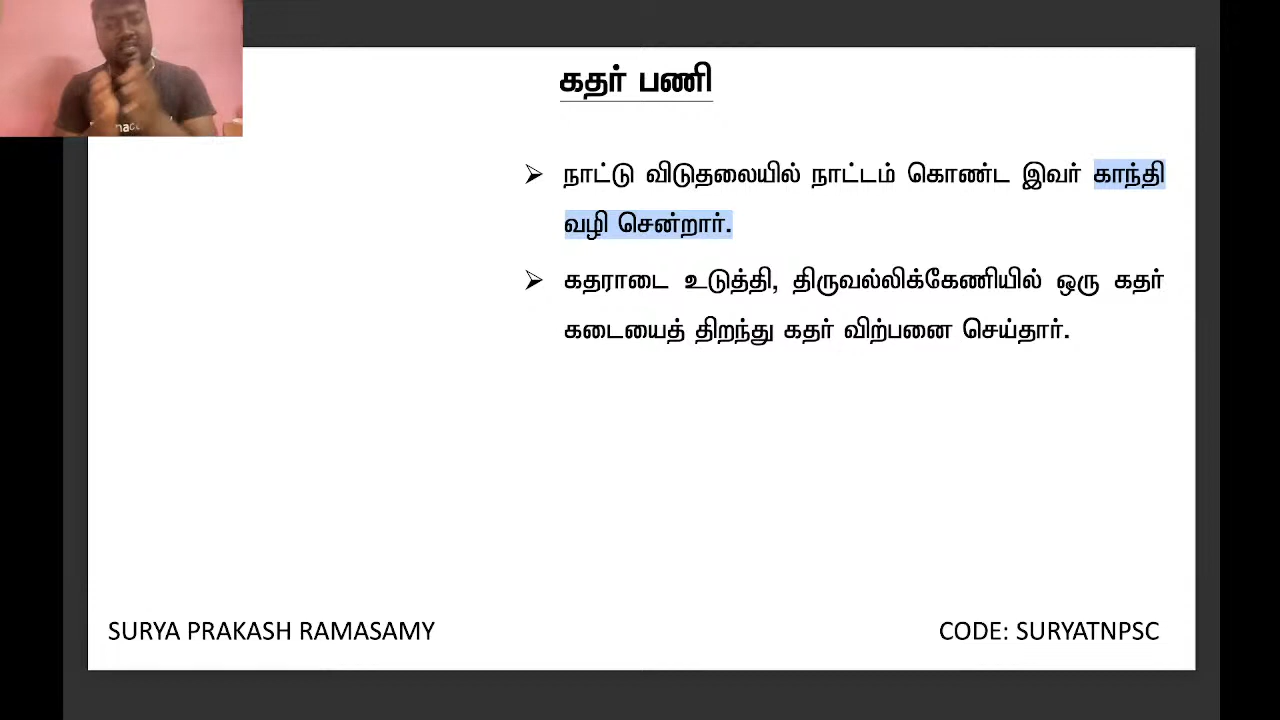 கதர் பணி
➢ நாட்டு விடுதலையில் நாட்டம் கொண்ட இவர் காந்தி
வழி சென்றார்.
➢ கதராடை உடுத்தி, திருவல்லிக்கேணியில் ஒரு கதர்
கடையைத் திறந்து கதர் விற்பனை செய்தார்.
SURYA PRAKASH RAMASAMY
CODE: SURYATNPSC